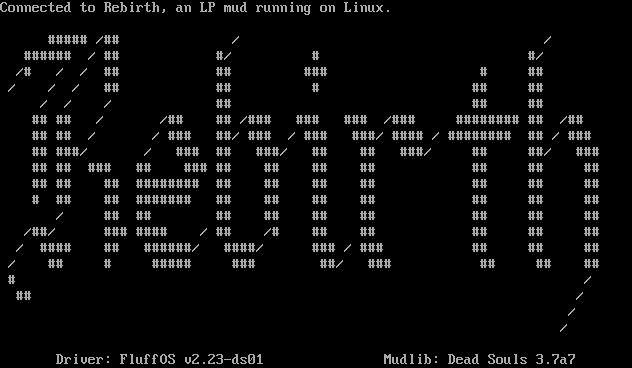 Connected to Rebirth, an LP mud running on Linux.
Rebirth
Driver: FluffOS v2.23-ds01 Mudlib: Dead Souls 3.7a7